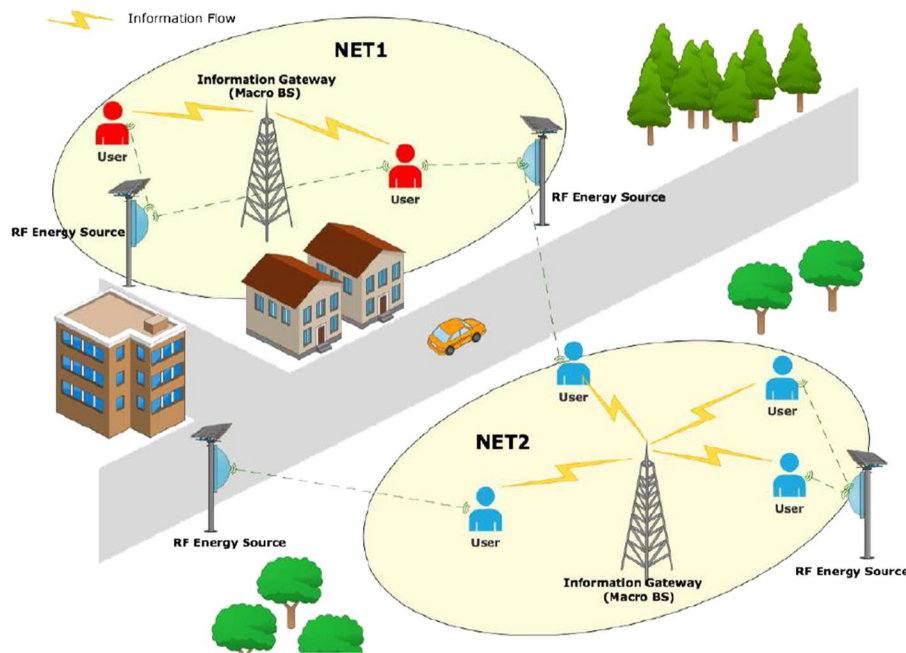 Information Flow
NET1
Information Gateway
(Macro BS)
User
User
RF Energy Source
RF Energy Source
User
User
NET2
User
User
RF Energy Source
Information Gateway
(Macro BS)
RF Energy Source